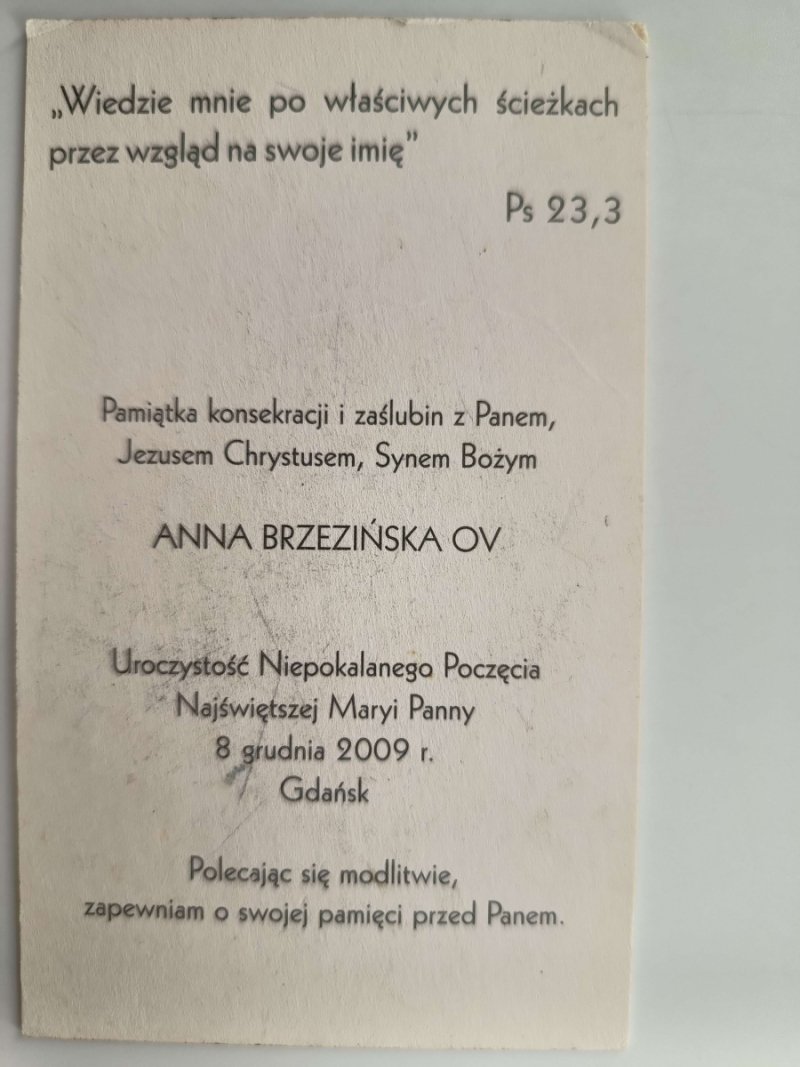 „Wiedzie mnie po właściwych ścieżkach
przez wzgląd na swoje imię”
Ps 23,3
Pamiątka konsekracji i zaślubin z Panem,
Jezusem Chrystusem, Synem Bożym
ANNA BRZEZIŃSKA OV
Uroczystość Niepokalanego Poczęcia
Najświętszej Maryi Panny
8 grudnia 2009 r.
Gdańsk
Polecając się modlitwie,
zapewniam o swojej pamięci przed Panem.